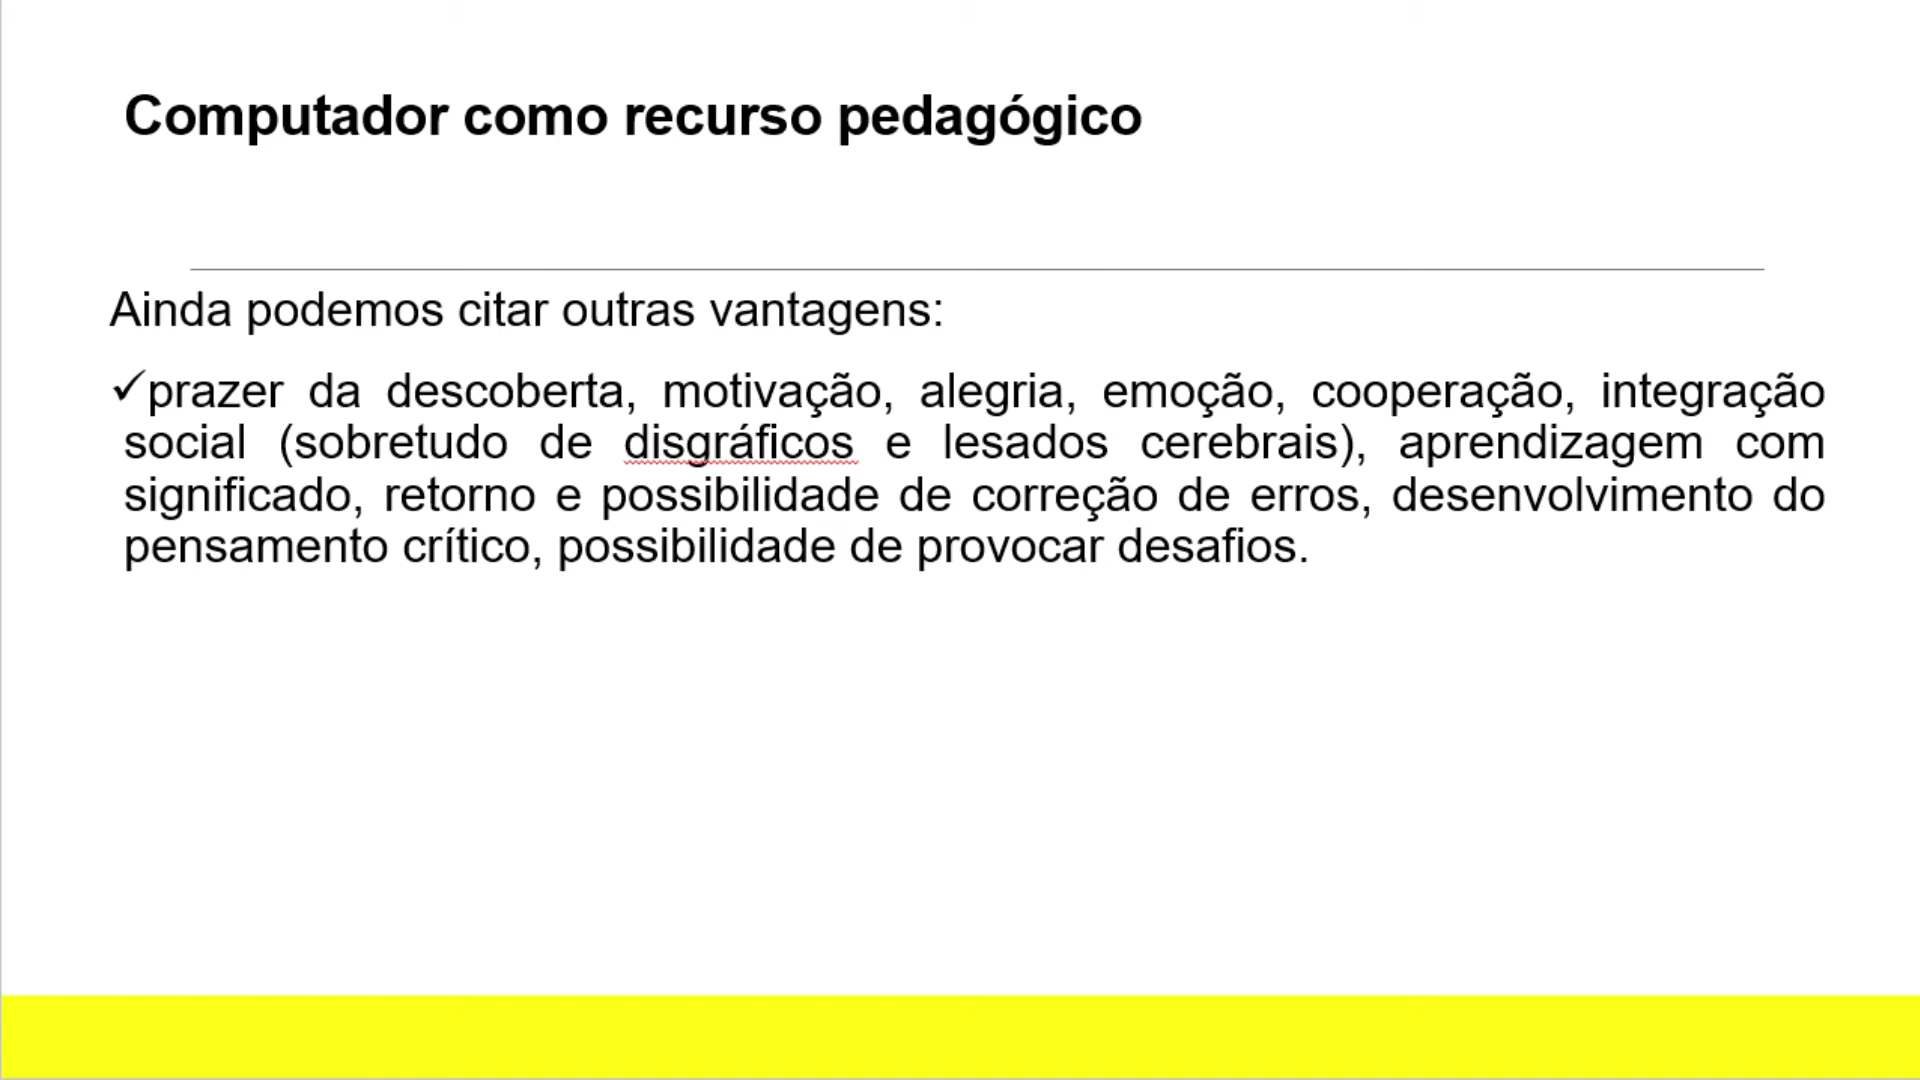 Computador como recurso pedagógico
Ainda podemos citar outras vantagens:
✓prazer da descoberta, motivação, alegria, emoção, cooperação, integração
social (sobretudo de disgráficos e lesados cerebrais), aprendizagem com
significado, retorno e possibilidade de correção de erros, desenvolvimento do
pensamento crítico, possibilidade de provocar desafios.